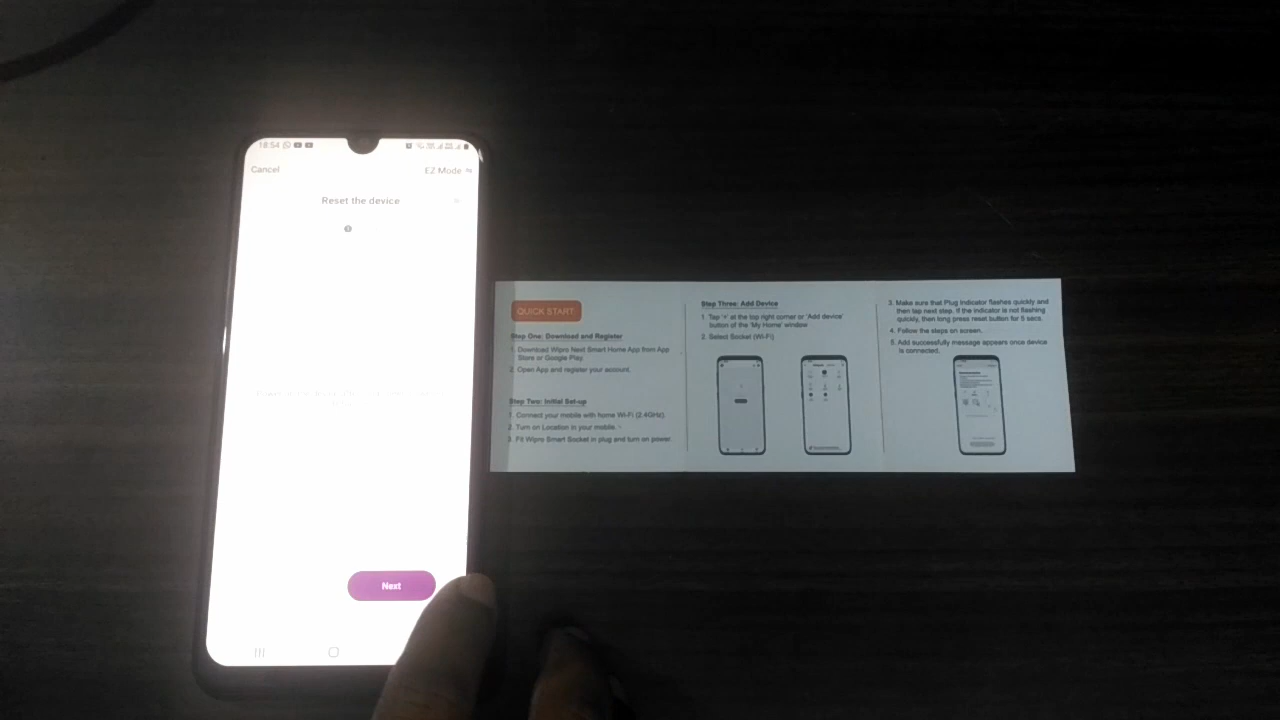 18:54
Cancel
EZ Mode
Reset the device
Next
QUICK START
Step One: Download and Register
1. Download Wipro Next Smart Home App from App
Store or Google Play.
2. Open App and register your account.
Step Two: Initial Set-up
1. Connect your mobile with home Wi-Fi (2.4GHz).
2. Turn on Location in your mobile.
3. Fit Wipro Smart Socket in plug and turn on power.
Step Three: Add Device
1. Tap '+' at the top right corner or 'Add device'
button of the 'My Home' window
2. Select Socket (Wi-Fi)
3. Make sure that Plug Indicator flashes quickly and
then tap next step. If the indicator is not flashing
quickly, then long press reset button for 5 secs.
4. Follow the steps on screen.
5. Add successfully message appears once device
is connected.